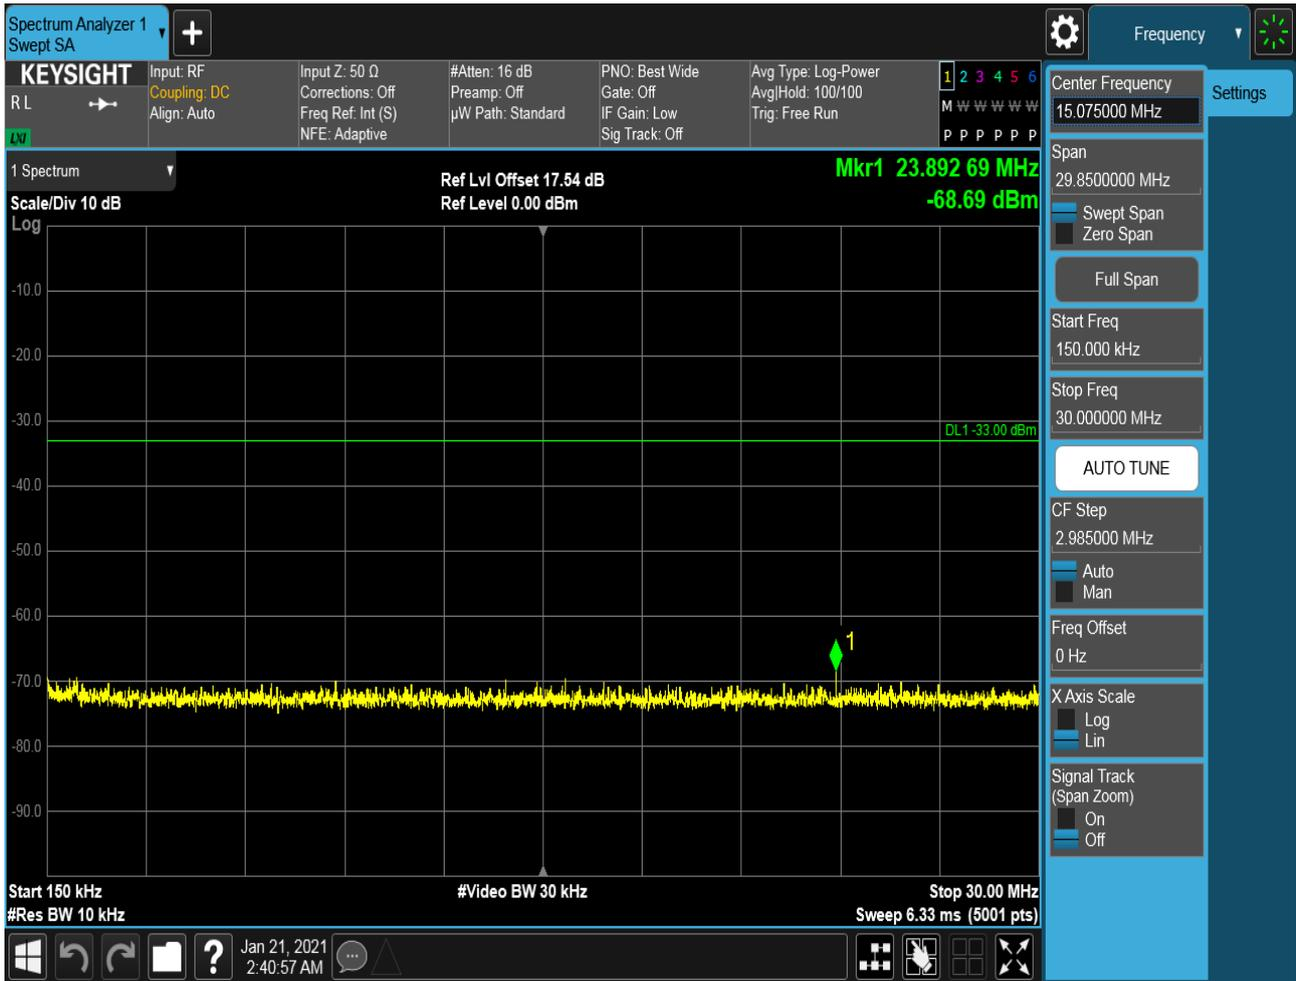 Spectrum Analyzer 1
Swept SA
Frequency
KEYSIGHT
R L
LXI
Input: RF
Coupling: DC
Align: Auto
Input Z: 50 Ω
Corrections: Off
Freq Ref: Int (S)
NFE: Adaptive
#Atten: 16 dB
Preamp: Off
µW Path: Standard
PNO: Best Wide
Gate: Off
IF Gain: Low
Sig Track: Off
Avg Type: Log-Power
Avg|Hold: 100/100
Trig: Free Run
1 2 3 4 5 6
M W W W W W
P P P P P P
1 Spectrum
Scale/Div 10 dB
Log
Ref Lvl Offset 17.54 dB
Ref Level 0.00 dBm
Mkr1 23.892 69 MHz
-68.69 dBm
-10.0
-20.0
-30.0
DL1 -33.00 dBm
-40.0
-50.0
-60.0
1
-70.0
-80.0
-90.0
Start 150 kHz
#Video BW 30 kHz
Stop 30.00 MHz
#Res BW 10 kHz
Sweep 6.33 ms (5001 pts)
?
Jan 21, 2021
2:40:57 AM
Center Frequency
15.075000 MHz
Settings
Span
29.8500000 MHz
Swept Span
Zero Span
Full Span
Start Freq
150.000 kHz
Stop Freq
30.000000 MHz
AUTO TUNE
CF Step
2.985000 MHz
Auto
Man
Freq Offset
0 Hz
X Axis Scale
Log
Lin
Signal Track
(Span Zoom)
On
Off